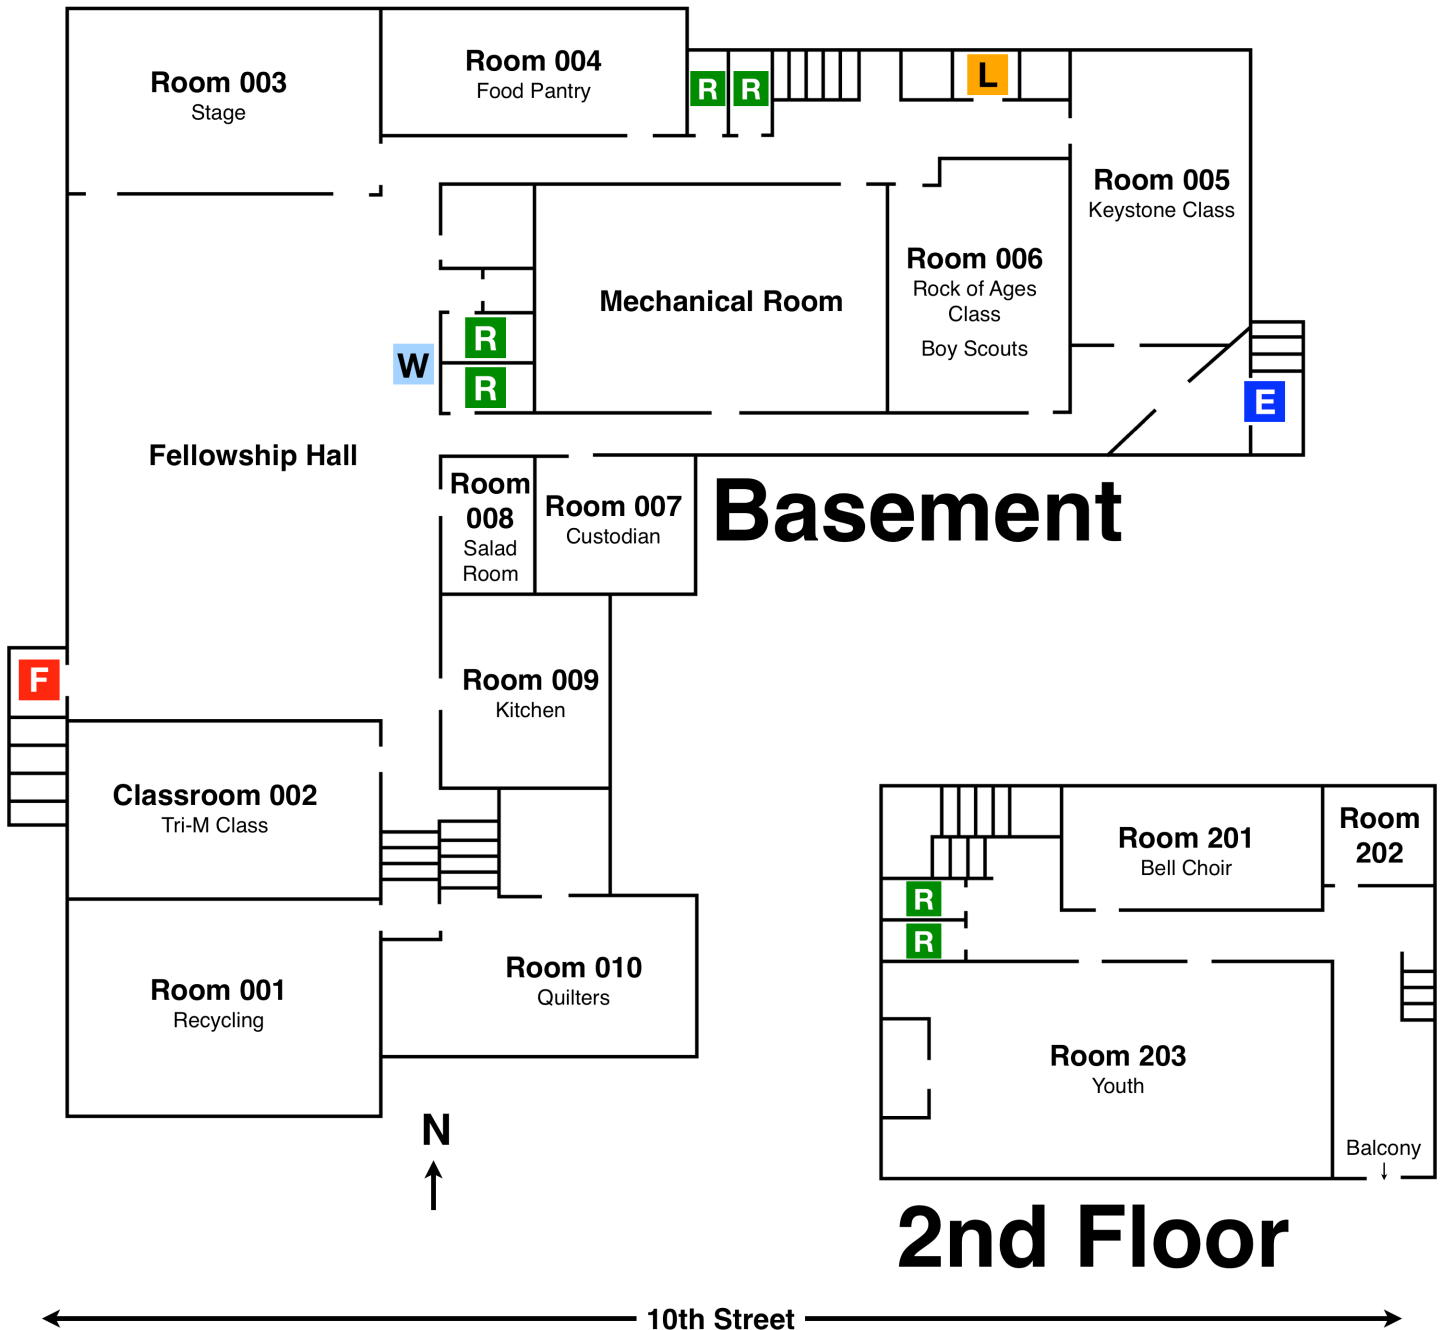 Room 003
Stage
Room 004
Food Pantry
R
R
L
Room 005
Keystone Class
Room 006
Rock of Ages
Class
Boy Scouts
Mechanical Room
R
R
W
E
Fellowship Hall
Room
008
Salad
Room
Room 007
Custodian
Basement
F
Room 009
Kitchen
Classroom 002
Tri-M Class
Room 001
Recycling
Room 010
Quilters
N
Room 201
Bell Choir
Room
202
R
R
Room 203
Youth
Balcony
2nd Floor
10th Street